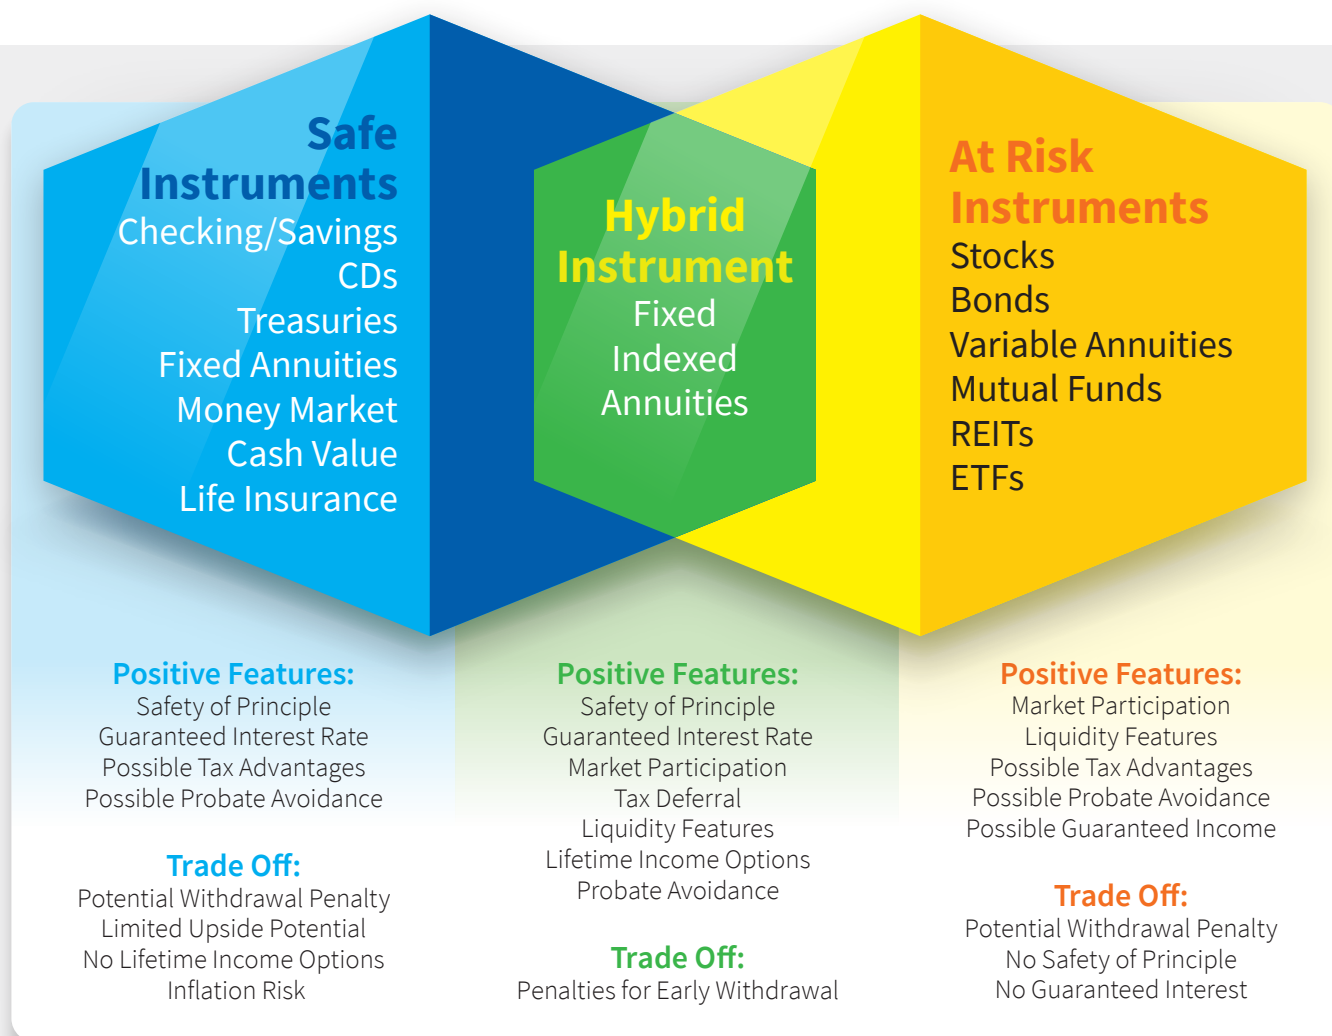 Safe
Instruments
Checking/Savings
CDs
Treasuries
Fixed Annuities
Money Market
Cash Value
Life Insurance
Hybrid
Instrument
Fixed
Indexed
Annuities
At Risk
Instruments
Stocks
Bonds
Variable Annuities
Mutual Funds
REITs
ETFs
Positive Features:
Safety of Principle
Guaranteed Interest Rate
Possible Tax Advantages
Possible Probate Avoidance
Trade Off:
Potential Withdrawal Penalty
Limited Upside Potential
No Lifetime Income Options
Inflation Risk
Positive Features:
Safety of Principle
Guaranteed Interest Rate
Market Participation
Tax Deferral
Liquidity Features
Lifetime Income Options
Probate Avoidance
Trade Off:
Penalties for Early Withdrawal
Positive Features:
Market Participation
Liquidity Features
Possible Tax Advantages
Possible Probate Avoidance
Possible Guaranteed Income
Trade Off:
Potential Withdrawal Penalty
No Safety of Principle
No Guaranteed Interest